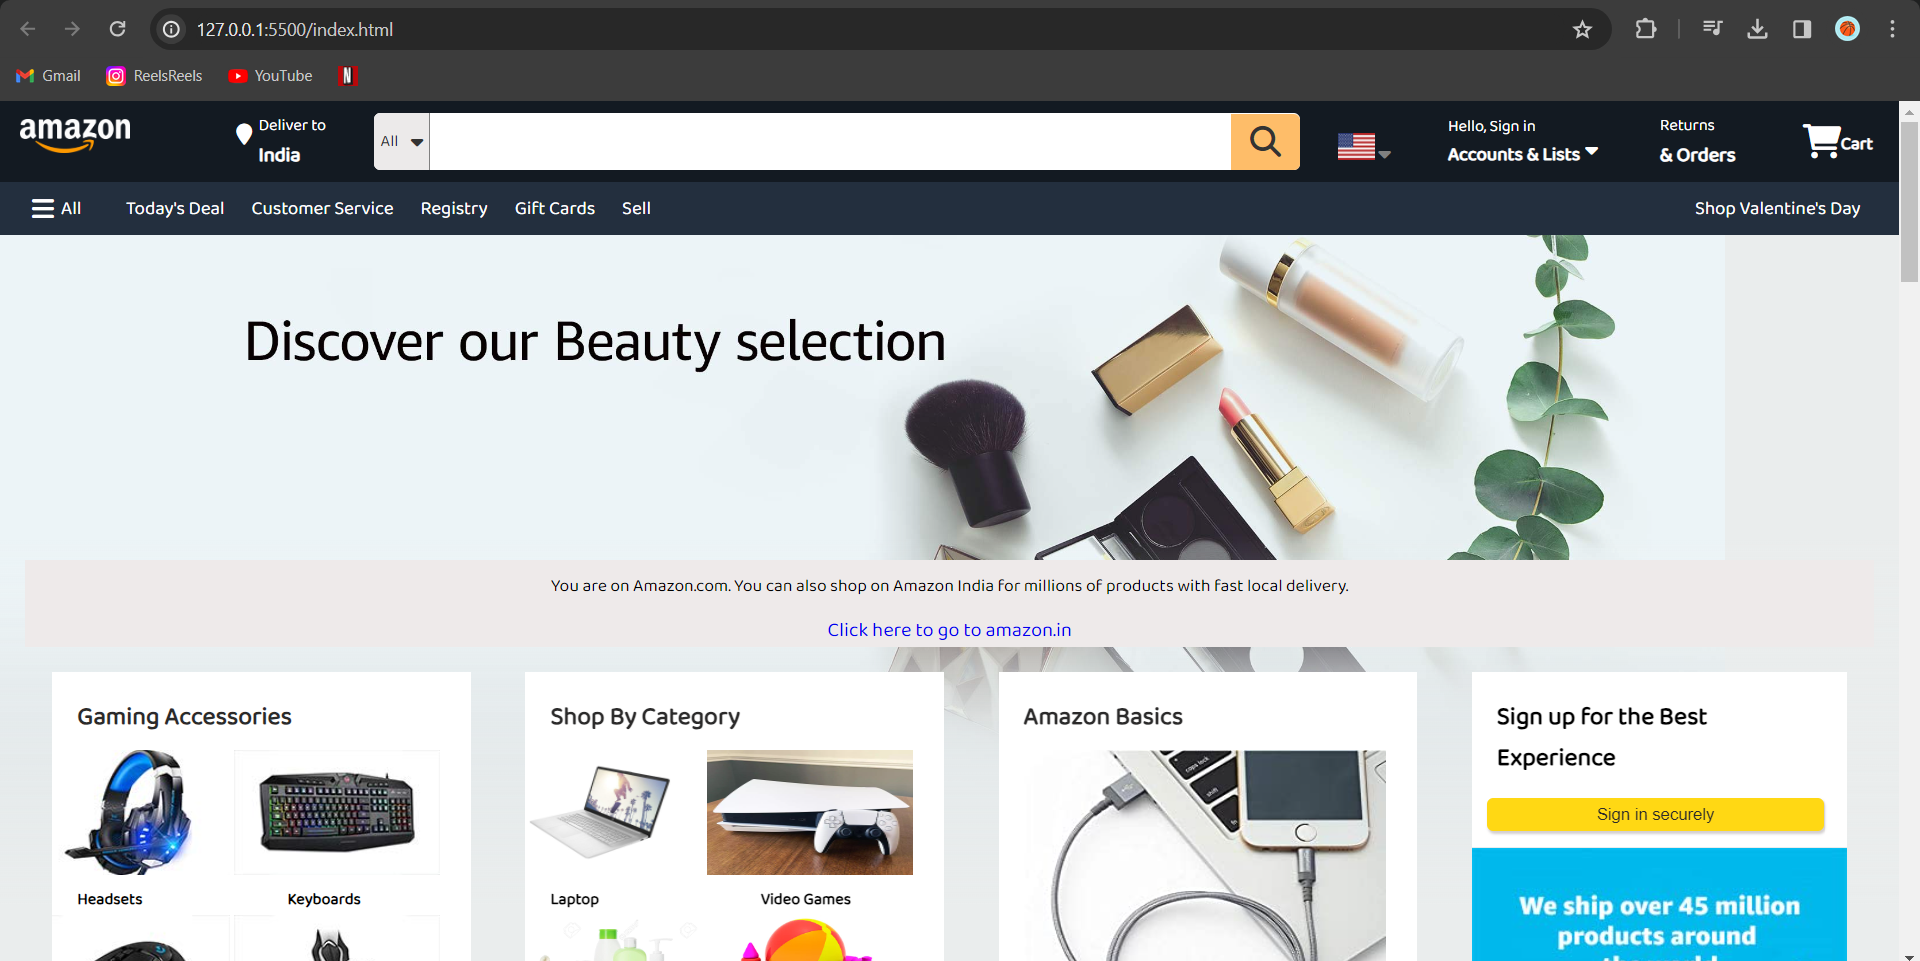 127.0.0.1:5500/index.html
Gmail ReelsReels YouTube N
amazon
Deliver to
India
All
Hello, Sign in
Accounts & Lists
Returns
& Orders
Cart
All Today's Deal Customer Service Registry Gift Cards Sell Shop Valentine's Day
Discover our Beauty selection
You are on Amazon.com. You can also shop on Amazon India for millions of products with fast local delivery.
Click here to go to amazon.in
Gaming Accessories
Headsets Keyboards
Shop By Category
Laptop Video Games
Amazon Basics
caps lock
shift
fn
Sign up for the Best
Experience
Sign in securely
We ship over 45 million
products around